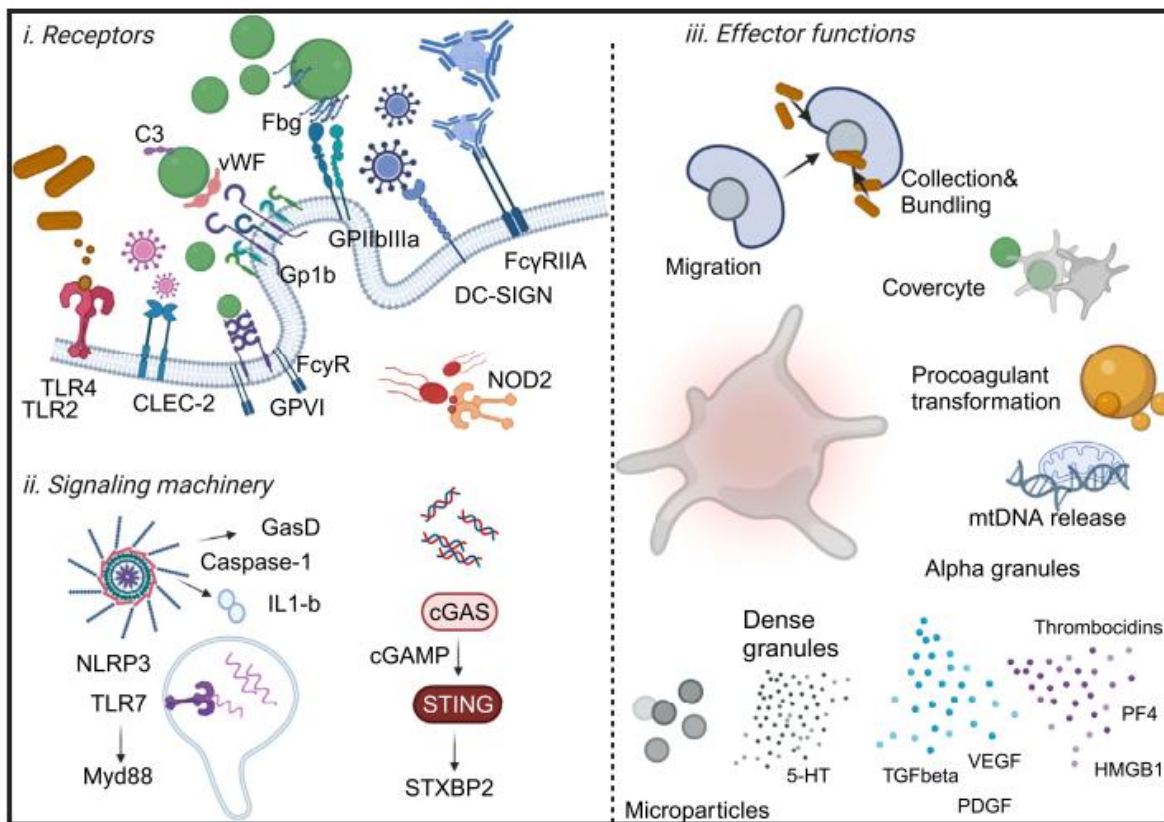 i. Receptors
C3
vWF
Fbg
GPIIbIIIa
Gp1b
DC-SIGN
FcγRIIA
TLR4
TLR2
CLEC-2
FcyR
GPVI
NOD2
ii. Signaling machinery
GasD
Caspase-1
IL1-b
NLRP3
TLR7
Myd88
cGAS
cGAMP
STING
STXBP2
iii. Effector functions
Migration
Collection&
Bundling
Covercyte
Procoagulant
transformation
mtDNA release
Alpha granules
Dense
granules
5-HT
Microparticles
TGFbeta
VEGF
PDGF
Thrombocidins
PF4
HMGB1